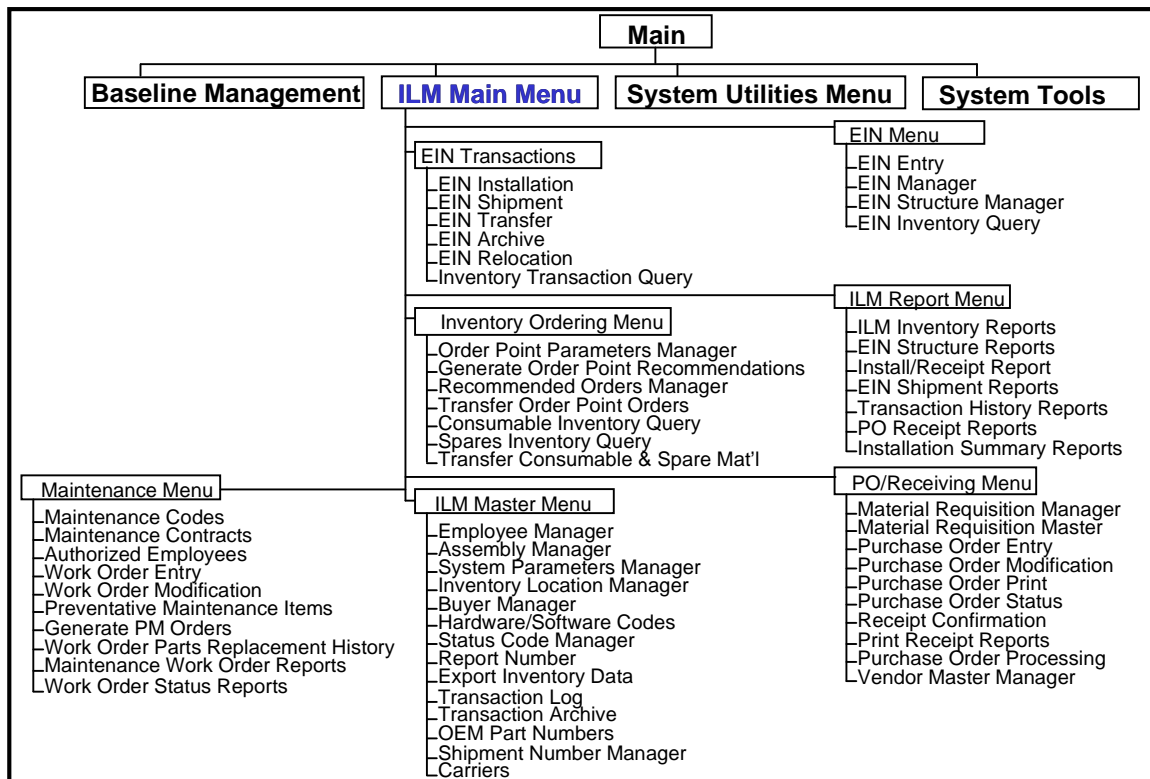 Main
Baseline Management
ILM Main Menu
System Utilities Menu
System Tools
EIN Menu
EIN Entry
EIN Manager
EIN Structure Manager
EIN Inventory Query
EIN Transactions
EIN Installation
EIN Shipment
EIN Transfer
EIN Archive
EIN Relocation
Inventory Transaction Query
ILM Report Menu
ILM Inventory Reports
EIN Structure Reports
Install/Receipt Report
EIN Shipment Reports
Transaction History Reports
PO Receipt Reports
Installation Summary Reports
Inventory Ordering Menu
Order Point Parameters Manager
Generate Order Point Recommendations
Recommended Orders Manager
Transfer Order Point Orders
Consumable Inventory Query
Spares Inventory Query
Transfer Consumable & Spare Mat'l
Maintenance Menu
Maintenance Codes
Maintenance Contracts
Authorized Employees
Work Order Entry
Work Order Modification
Preventative Maintenance Items
Generate PM Orders
Work Order Parts Replacement History
Maintenance Work Order Reports
Work Order Status Reports
ILM Master Menu
Employee Manager
Assembly Manager
System Parameters Manager
Inventory Location Manager
Buyer Manager
Hardware/Software Codes
Status Code Manager
Report Number
Export Inventory Data
Transaction Log
Transaction Archive
OEM Part Numbers
Shipment Number Manager
Carriers
PO/Receiving Menu
Material Requisition Manager
Material Requisition Master
Purchase Order Entry
Purchase Order Modification
Purchase Order Print
Purchase Order Status
Receipt Confirmation
Print Receipt Reports
Purchase Order Processing
Vendor Master Manager